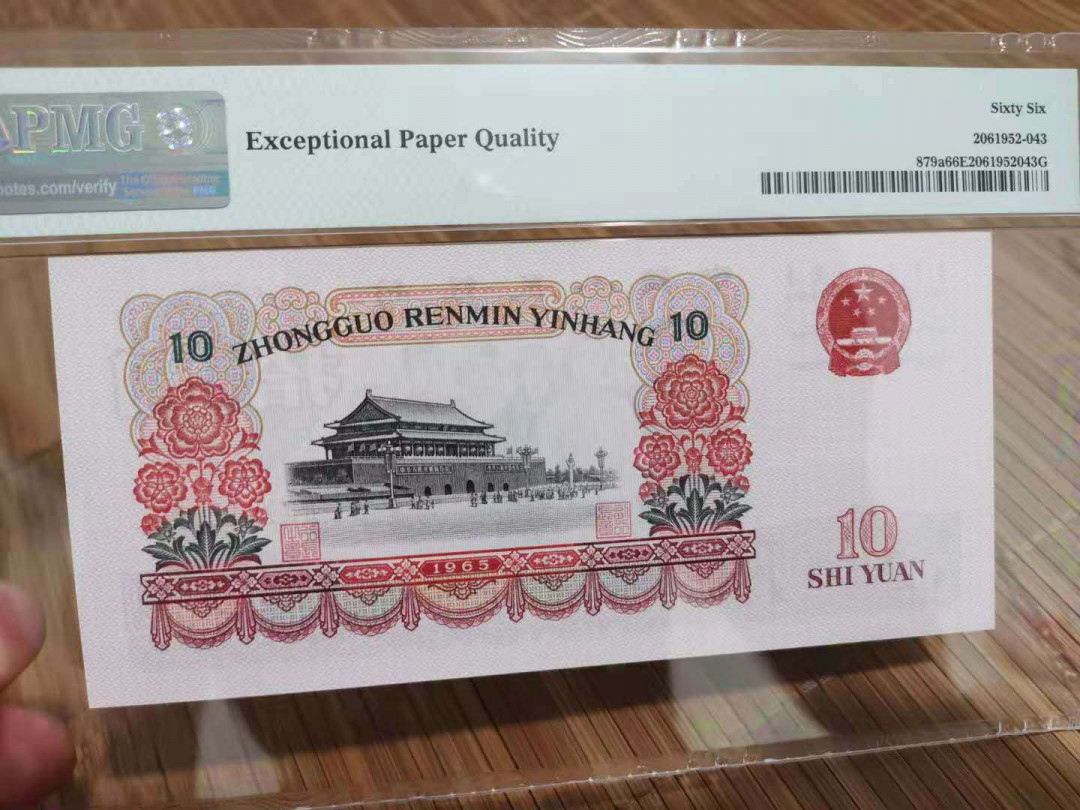 PMG
notes.com/verify
Exceptional Paper Quality
Sixty Six
2061952-043
879a66E2061952043G
10 ZHONGGUO RENMIN YINHANG 10
1965
10
SHI YUAN